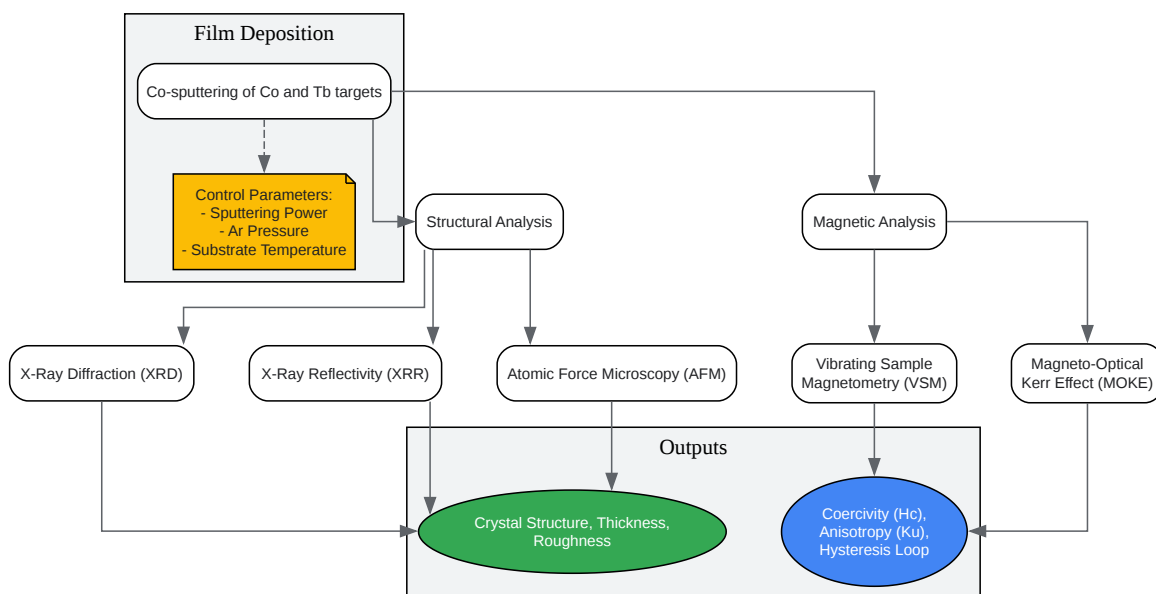 Film Deposition
Co-sputtering of Co and Tb targets
Control Parameters:
- Sputtering Power
- Ar Pressure
- Substrate Temperature
Structural Analysis
Magnetic Analysis
X-Ray Diffraction (XRD)
X-Ray Reflectivity (XRR)
Atomic Force Microscopy (AFM)
Vibrating Sample
Magnetometry (VSM)
Magneto-Optical
Kerr Effect (MOKE)
Outputs
Crystal Structure, Thickness,
Roughness
Coercivity (Hc),
Anisotropy (Ku),
Hysteresis Loop